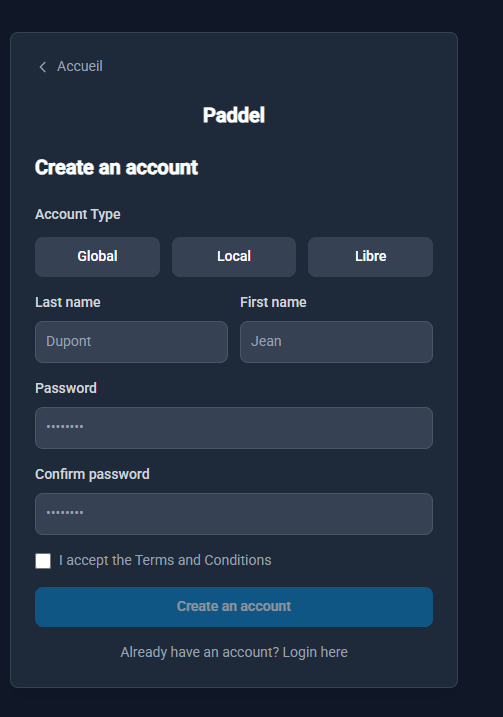 Accueil
Paddel
Create an account
Account Type
Global Local Libre
Last name First name
Dupont Jean
Password
••••••••
Confirm password
••••••••
I accept the Terms and Conditions
Create an account
Already have an account? Login here